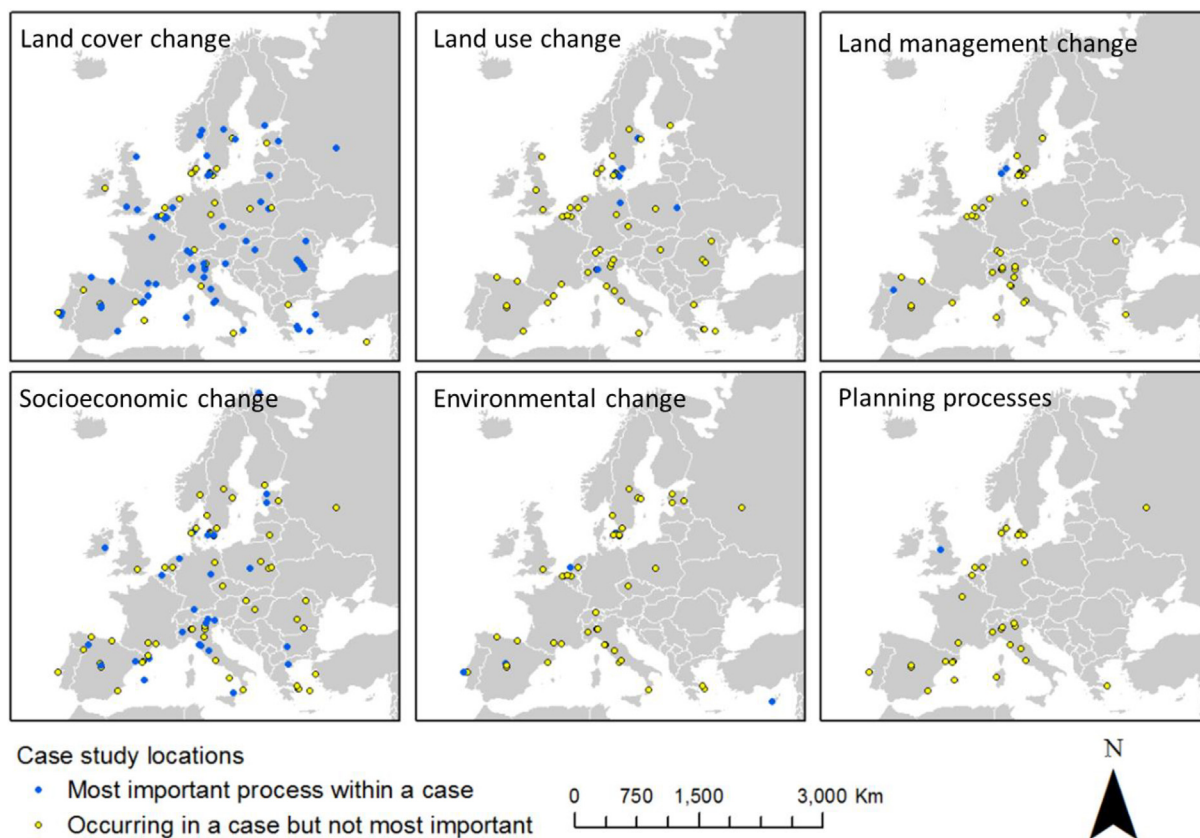 Land cover change
Land use change
Land management change
Socioeconomic change
Environmental change
Planning processes
Case study locations
Most important process within a case
Occurring in a case but not most important
0 750 1,500 3,000 Km
N